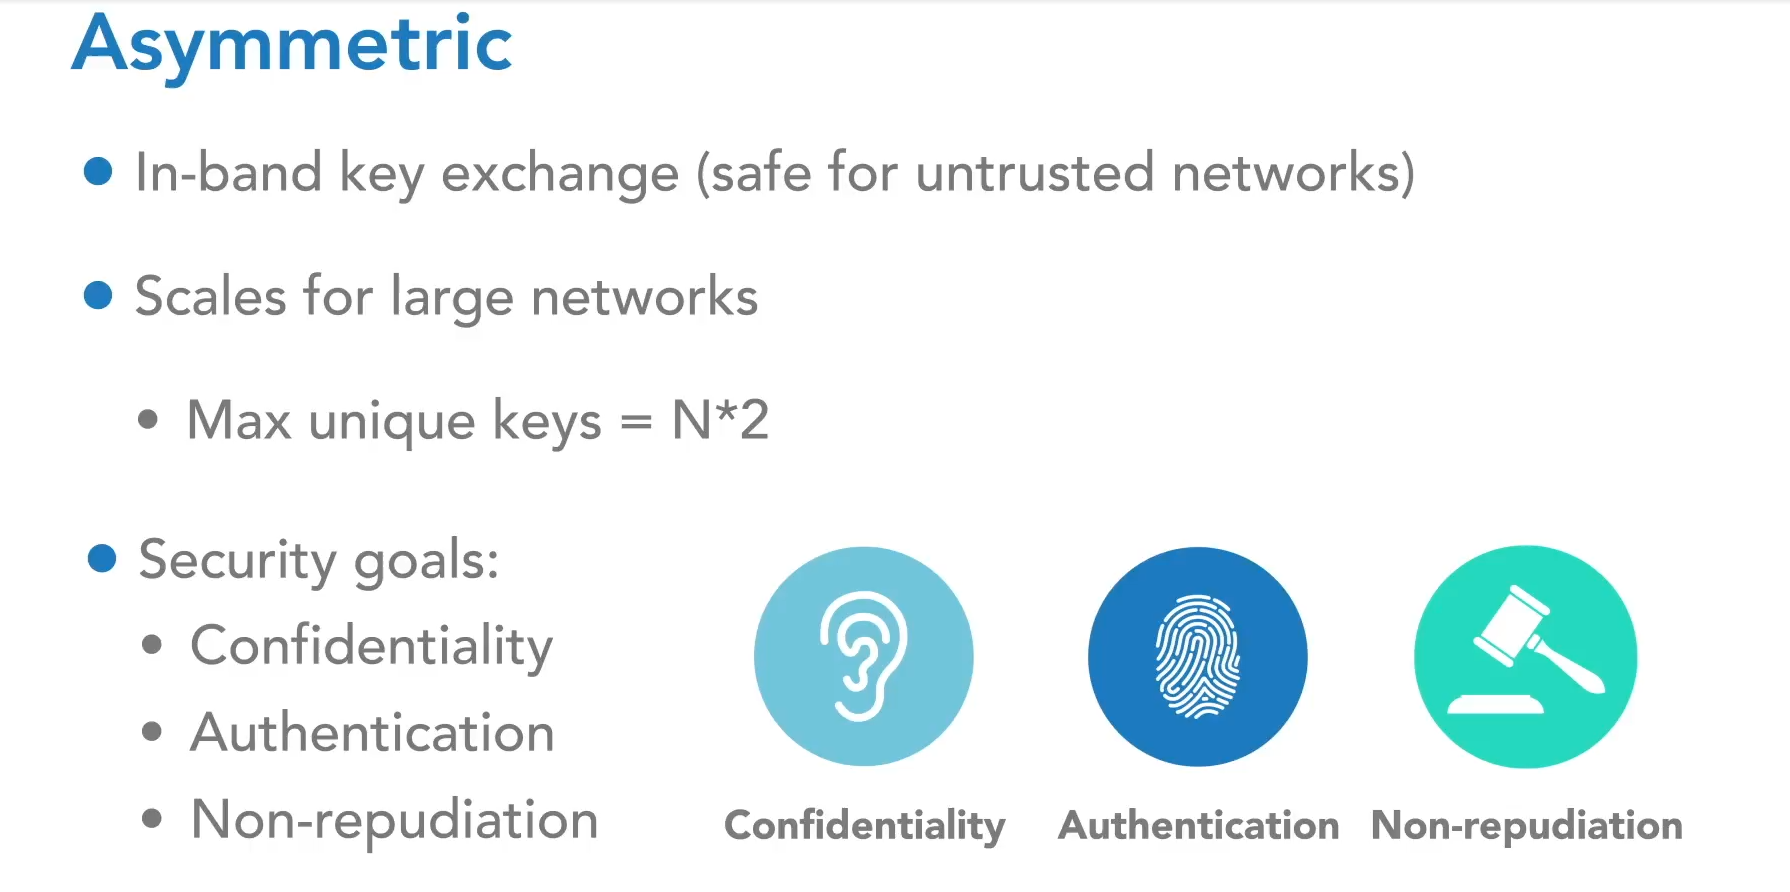 Asymmetric
In-band key exchange (safe for untrusted networks)
Scales for large networks
Max unique keys = N*2
Security goals:
Confidentiality
Authentication
Non-repudiation
Confidentiality
Authentication
Non-repudiation